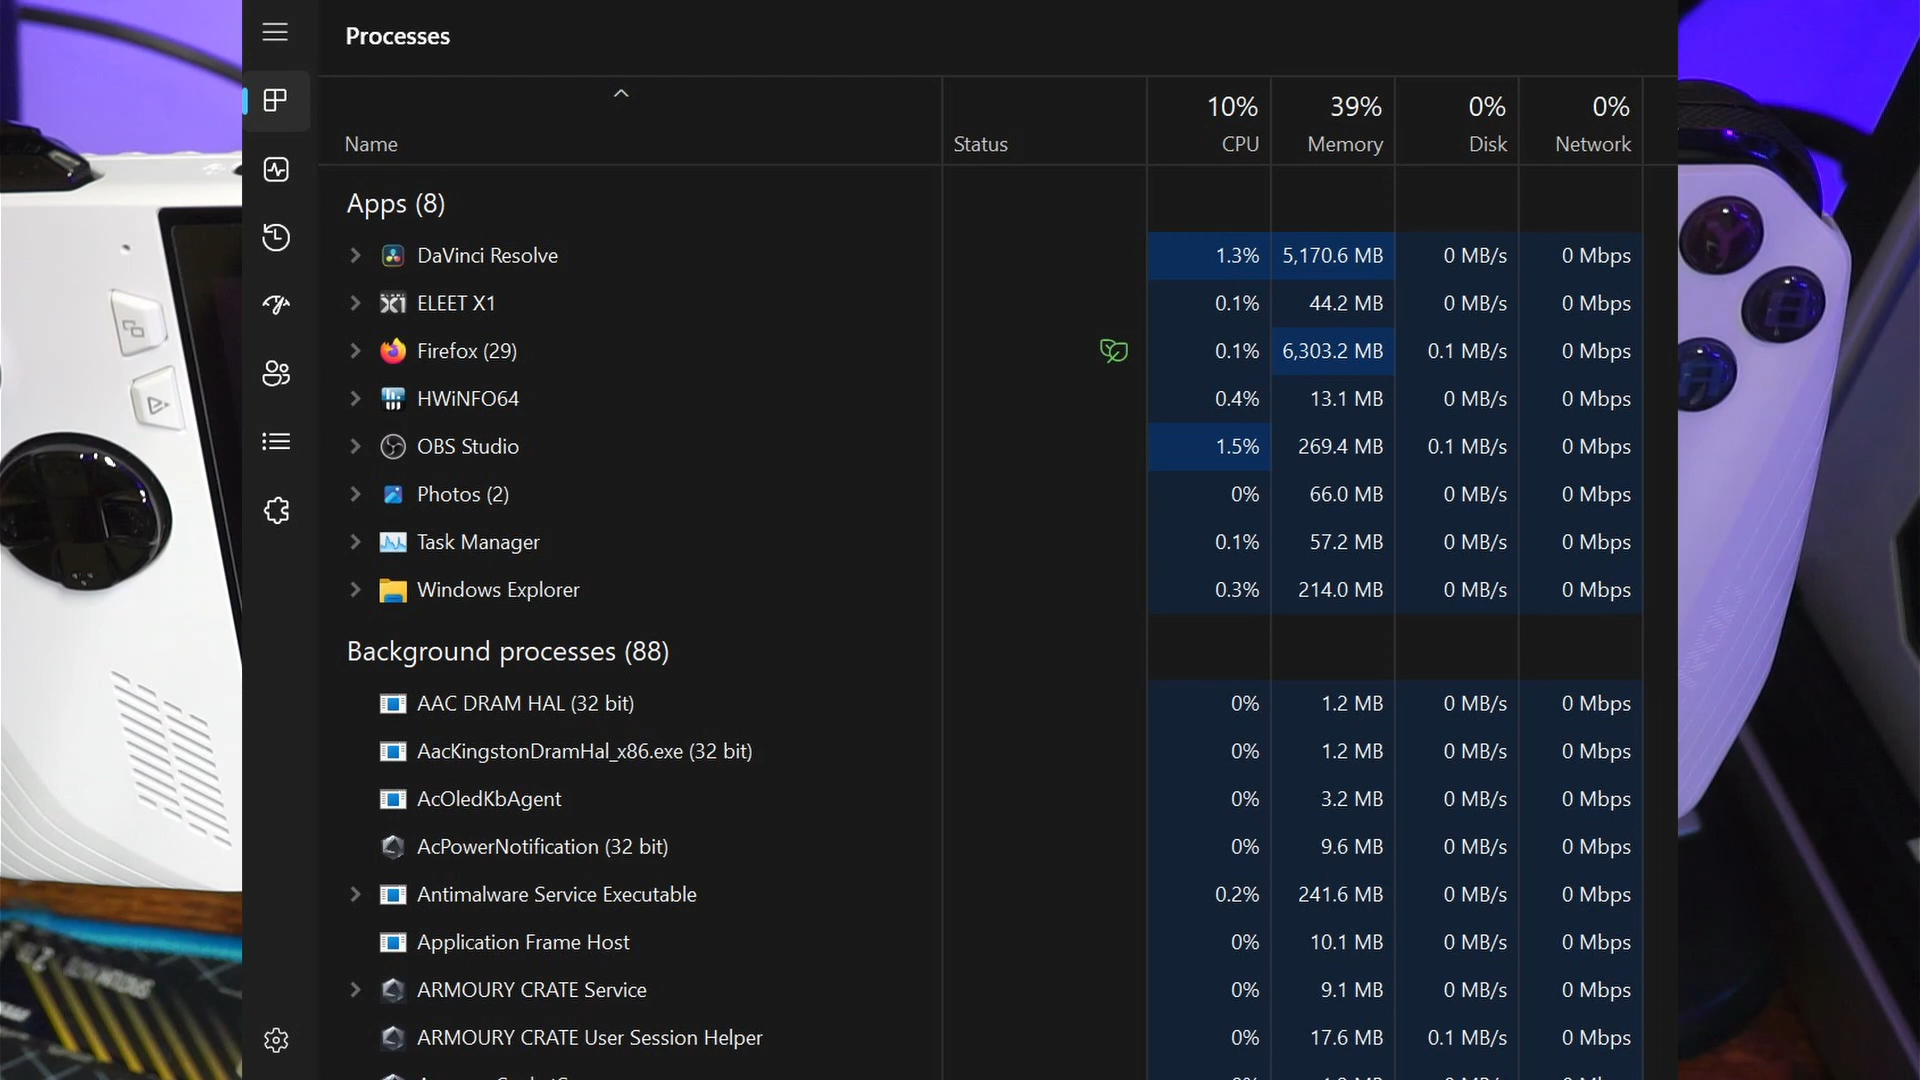 Processes
10% 39% 0% 0%
Name Status CPU Memory Disk Network
Apps (8)
DaVinci Resolve 1.3% 5,170.6 MB 0 MB/s 0 Mbps
ELEET X1 0.1% 44.2 MB 0 MB/s 0 Mbps
Firefox (29) 0.1% 6,303.2 MB 0.1 MB/s 0 Mbps
HWiNFO64 0.4% 13.1 MB 0 MB/s 0 Mbps
OBS Studio 1.5% 269.4 MB 0.1 MB/s 0 Mbps
Photos (2) 0% 66.0 MB 0 MB/s 0 Mbps
Task Manager 0.1% 57.2 MB 0 MB/s 0 Mbps
Windows Explorer 0.3% 214.0 MB 0 MB/s 0 Mbps
Background processes (88)
AAC DRAM HAL (32 bit) 0% 1.2 MB 0 MB/s 0 Mbps
AacKingstonDramHal_x86.exe (32 bit) 0% 1.2 MB 0 MB/s 0 Mbps
AcOledKbAgent 0% 3.2 MB 0 MB/s 0 Mbps
AcPowerNotification (32 bit) 0% 9.6 MB 0 MB/s 0 Mbps
Antimalware Service Executable 0.2% 241.6 MB 0 MB/s 0 Mbps
Application Frame Host 0% 10.1 MB 0 MB/s 0 Mbps
ARMOURY CRATE Service 0% 9.1 MB 0 MB/s 0 Mbps
ARMOURY CRATE User Session Helper 0% 17.6 MB 0.1 MB/s 0 Mbps
Y
B
A